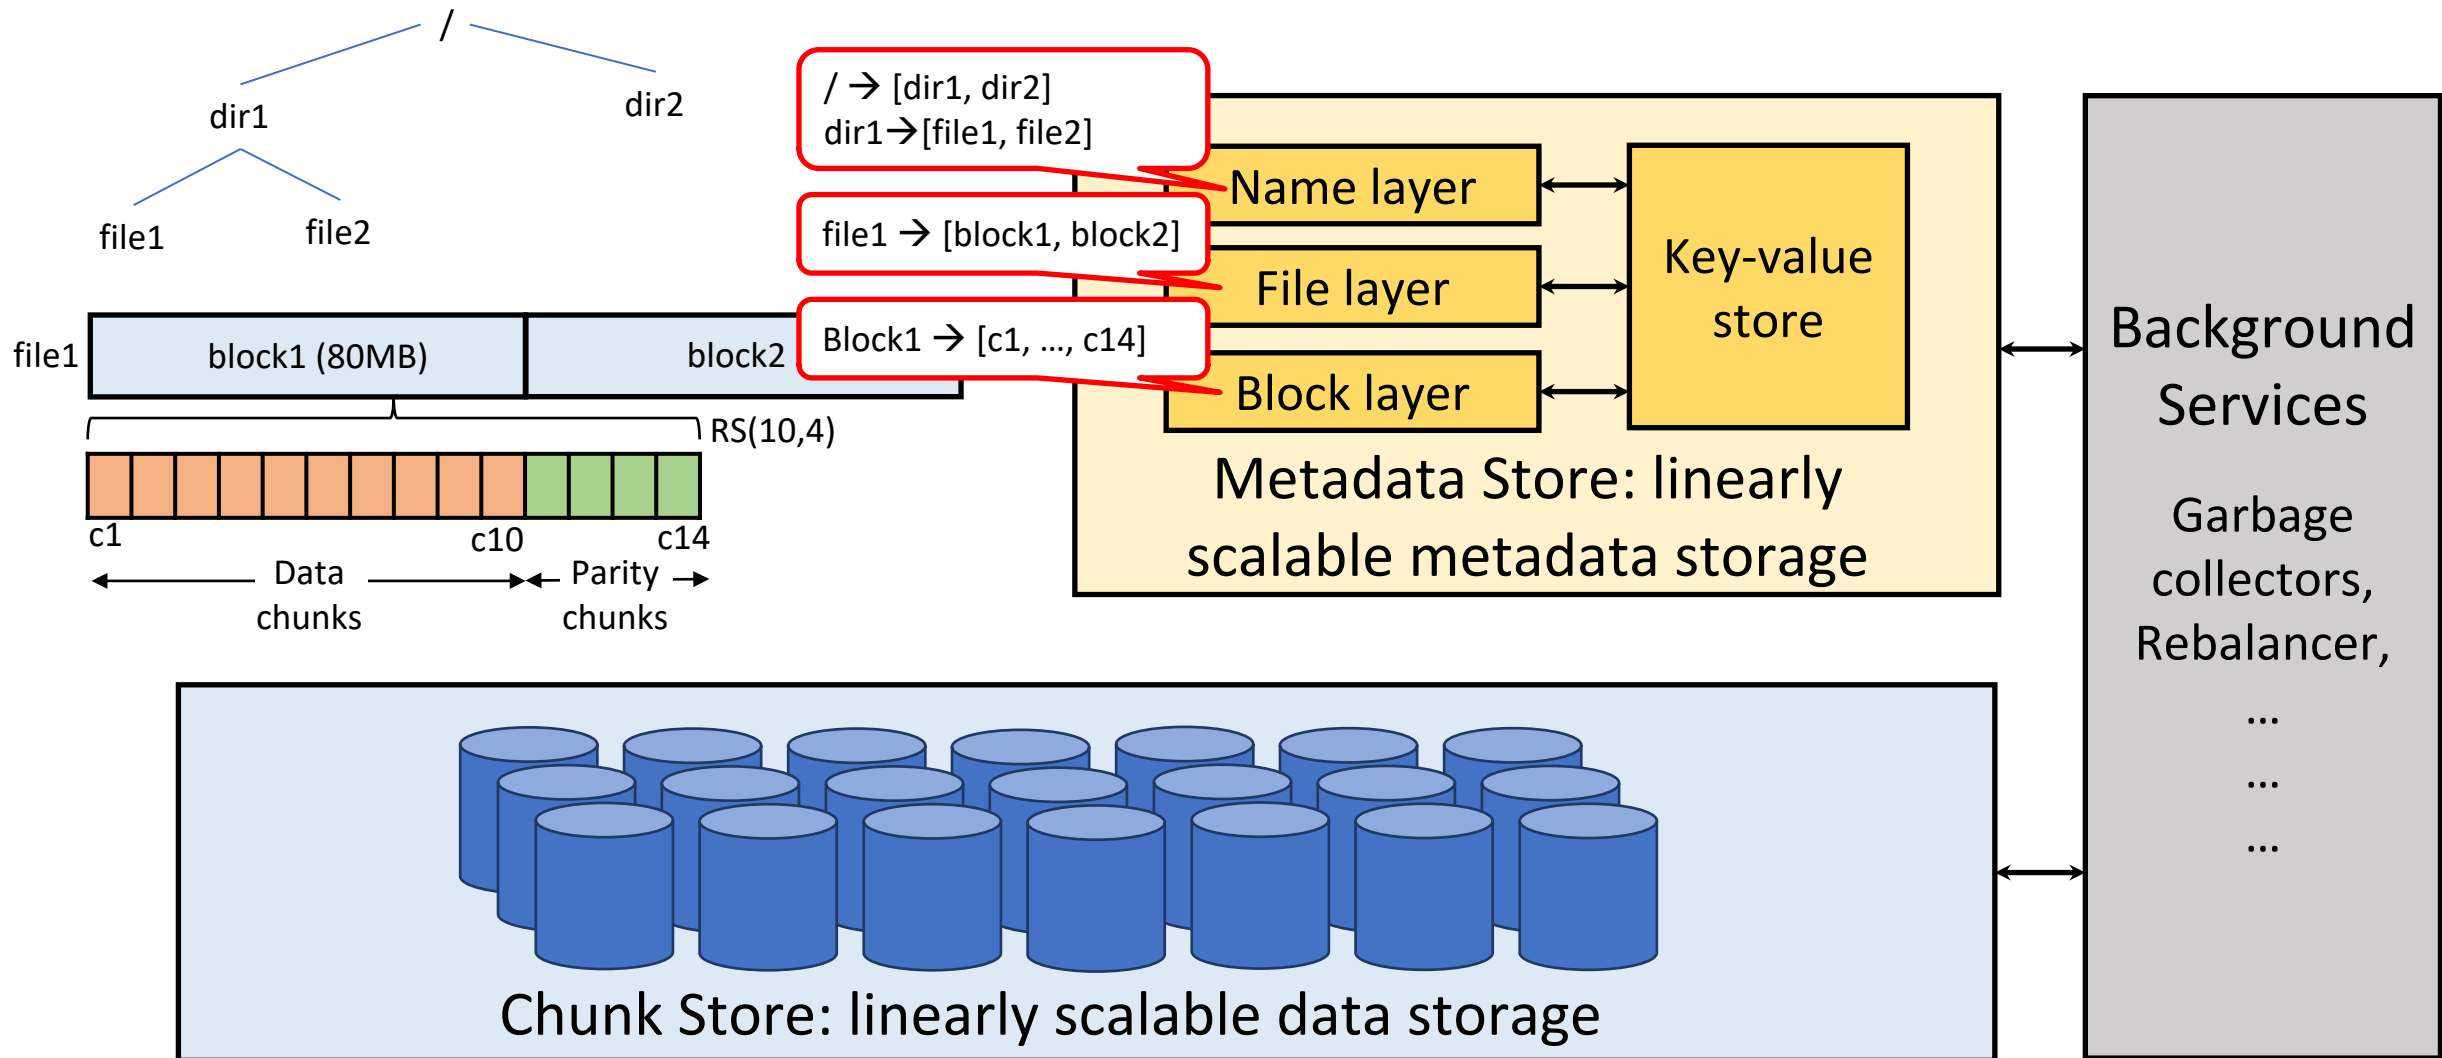 /
dir1
dir2
file1
file2
file1
block1 (80MB)
block2
RS(10,4)
c1
c10
c14
Data
chunks
Parity
chunks
/ → [dir1, dir2]
dir1→[file1, file2]
file1 → [block1, block2]
Block1 → [c1, …, c14]
Name layer
File layer
Block layer
Key-value
store
Metadata Store: linearly
scalable metadata storage
Background
Services
Garbage
collectors,
Rebalancer,
…
…
…
Chunk Store: linearly scalable data storage